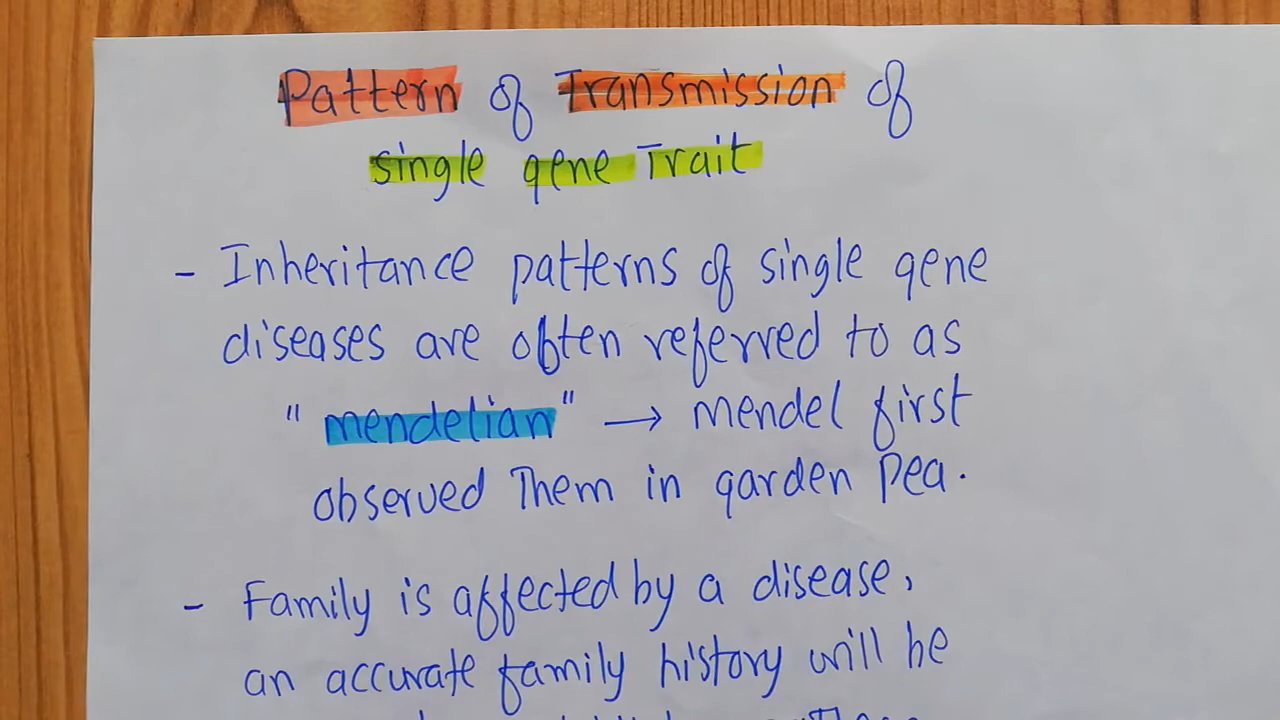 Pattern of Transmission of
single gene Trait
- Inheritance patterns of single gene
diseases are often referred to as
"mendelian" → mendel first
observed Them in garden pea.
- Family is affected by a disease,
an accurate family history will be